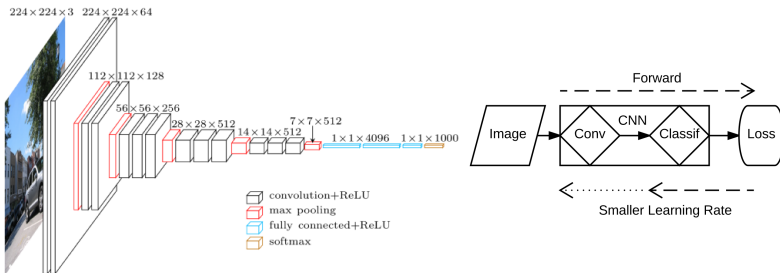 224×224×3
224×224×64
112×112×128
56×56×256
28×28×512
14×14×512
7×7×512
1×1×4096
1×1×1000
convolution+ReLU
max pooling
fully connected+ReLU
softmax
Forward
Image
Conv
CNN
Classif
Loss
Smaller Learning Rate